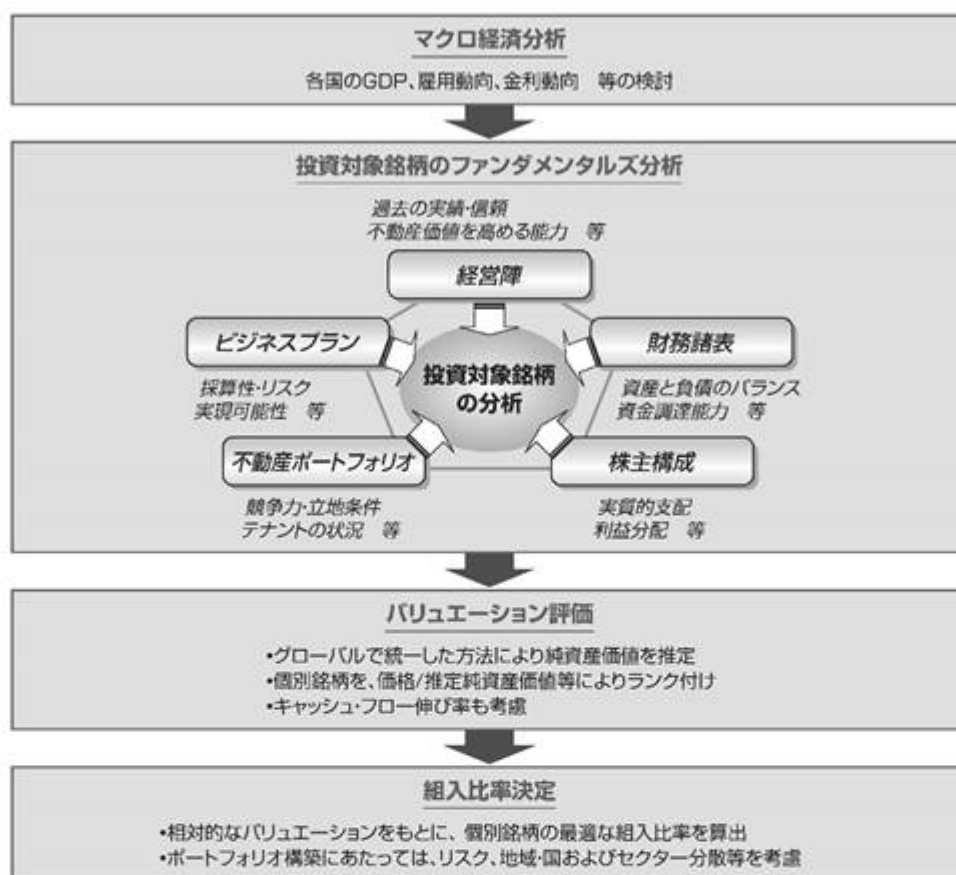 マクロ経済分析
各国のGDP、雇用動向、金利動向　等の検討
投資対象銘柄のファンダメンタルズ分析
過去の実績・信頼
不動産価値を高める能力　等
経営陣
ビジネスプラン
採算性・リスク
実現可能性　等
財務諸表
資産と負債のバランス
資金調達能力　等
投資対象銘柄
の分析
不動産ポートフォリオ
競争力・立地条件
テナントの状況　等
株主構成
実質的支配
利益分配　等
バリュエーション評価
•グローバルで統一した方法により純資産価値を推定
•個別銘柄を、価格/推定純資産価値等によりランク付け
•キャッシュ・フロー伸び率も考慮
組入比率決定
•相対的なバリュエーションをもとに、個別銘柄の最適な組入比率を算出
•ポートフォリオ構築にあたっては、リスク、地域・国およびセクター分散等を考慮